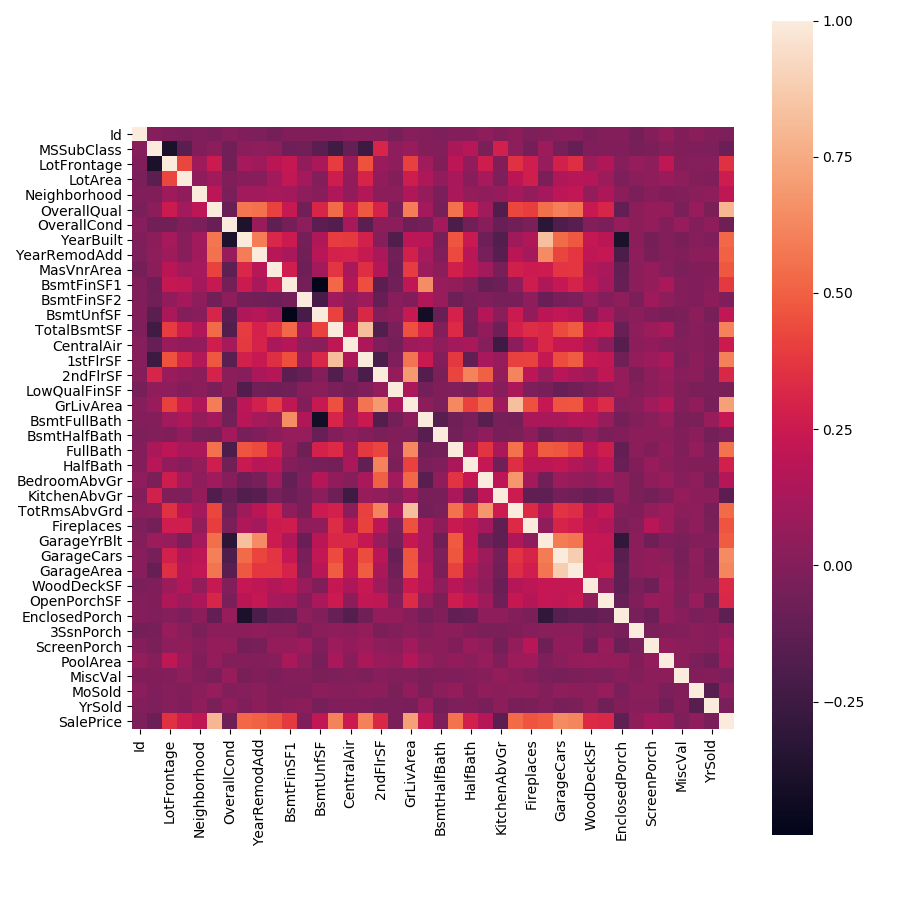 Id
MSSubClass
LotFrontage
LotArea
Neighborhood
OverallQual
OverallCond
YearBuilt
YearRemodAdd
MasVnrArea
BsmtFinSF1
BsmtFinSF2
BsmtUnfSF
TotalBsmtSF
CentralAir
1stFlrSF
2ndFlrSF
LowQualFinSF
GrLivArea
BsmtFullBath
BsmtHalfBath
FullBath
HalfBath
BedroomAbvGr
KitchenAbvGr
TotRmsAbvGrd
Fireplaces
GarageYrBlt
GarageCars
GarageArea
WoodDeckSF
OpenPorchSF
EnclosedPorch
3SsnPorch
ScreenPorch
PoolArea
MiscVal
MoSold
YrSold
SalePrice
Id
LotFrontage
Neighborhood
OverallCond
YearRemodAdd
BsmtFinSF1
BsmtUnfSF
CentralAir
2ndFlrSF
GrLivArea
BsmtHalfBath
HalfBath
KitchenAbvGr
Fireplaces
GarageCars
WoodDeckSF
EnclosedPorch
ScreenPorch
MiscVal
YrSold
1.00
0.75
0.50
0.25
0.00
−0.25